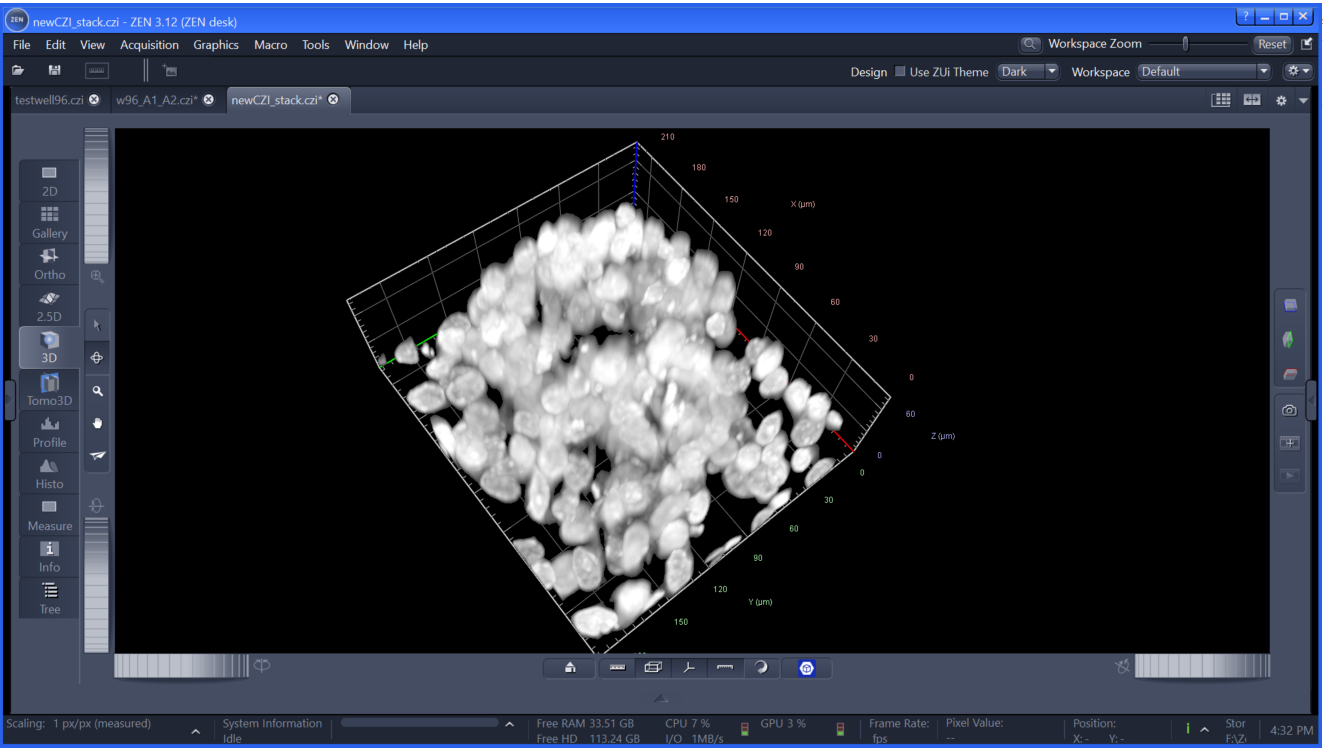 ZEN newCZI_stack.czi - ZEN 3.12 (ZEN desk)
?
File Edit View Acquisition Graphics Macro Tools Window Help
Workspace Zoom Reset
Design Use ZUi Theme Dark Workspace Default
testwell96.czi w96_A1_A2.czi* newCZI_stack.czi*
2D
Gallery
Ortho
2.5D
3D
Tomo3D
Profile
Histo
Measure
Info
Tree
210
180
150
X (µm)
120
90
60
30
0
60
Z (µm)
0
0
30
60
90
120
Y (µm)
150
Scaling: 1 px/px (measured)
System Information
Idle
Free RAM 33.51 GB
Free HD 113.24 GB
CPU 7 %
I/O 1MB/s
GPU 3 %
Frame Rate:
fps
Pixel Value:
--
Position:
X: - Y: -
i
Stor
4:32 PM